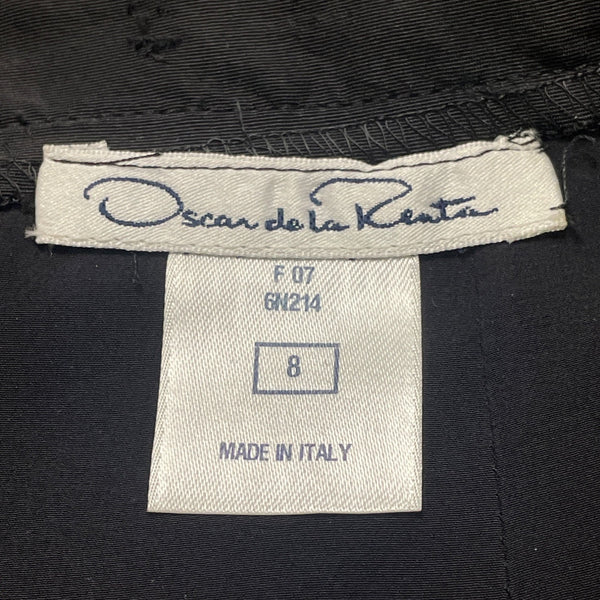 Oscar de la Renta
F 07
6N214
8
MADE IN ITALY